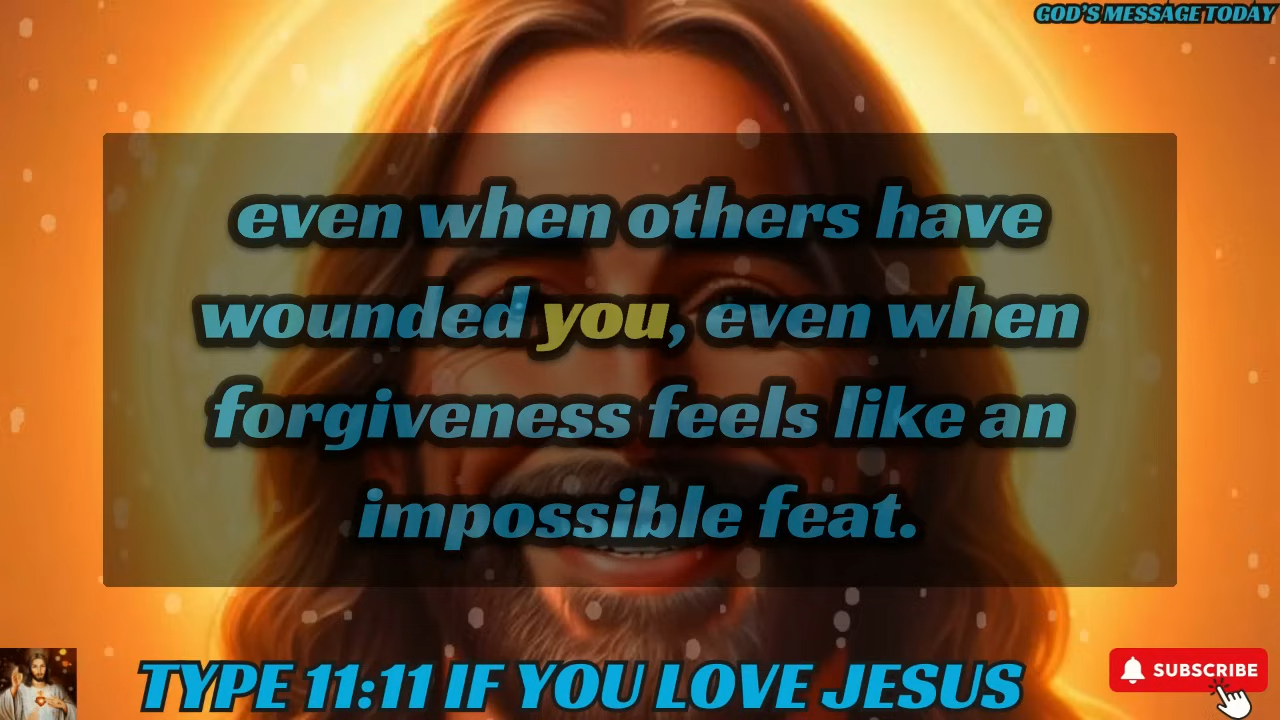 GOD'S MESSAGE TODAY
even when others have
wounded you, even when
forgiveness feels like an
impossible feat.
TYPE 11:11 IF YOU LOVE JESUS
SUBSCRIBE